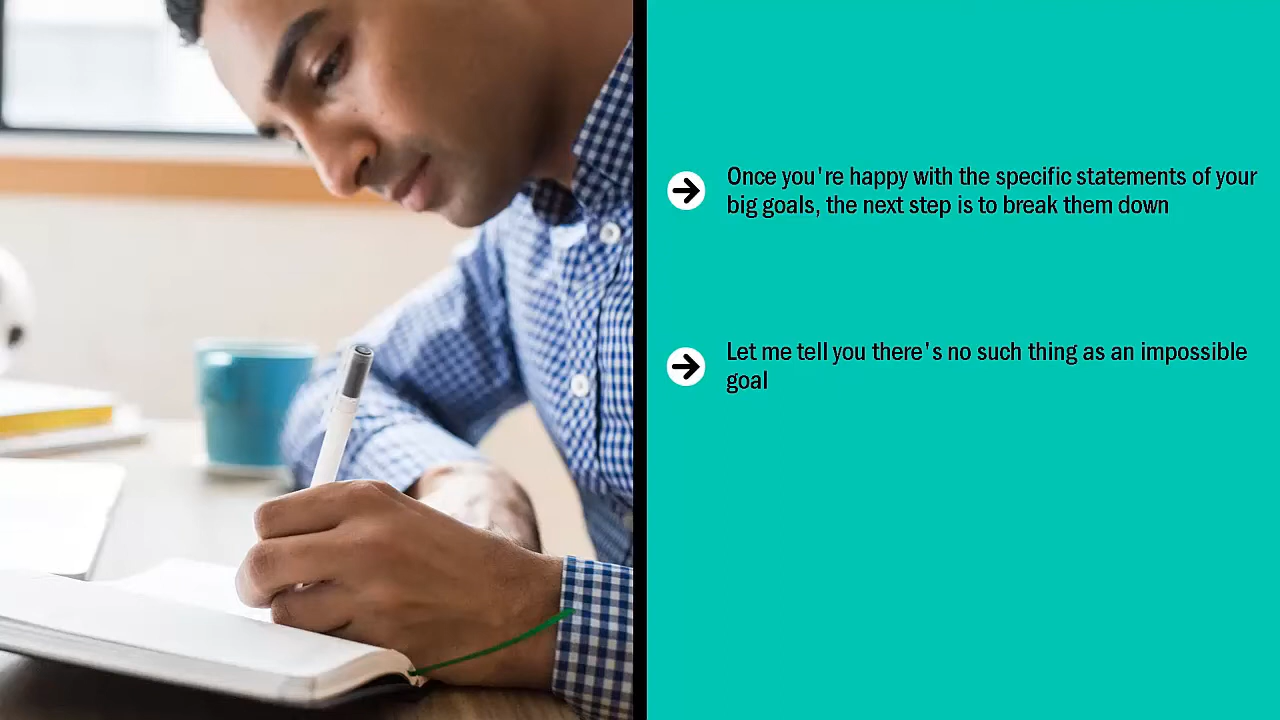 Once you're happy with the specific statements of your
big goals, the next step is to break them down
Let me tell you there's no such thing as an impossible
goal